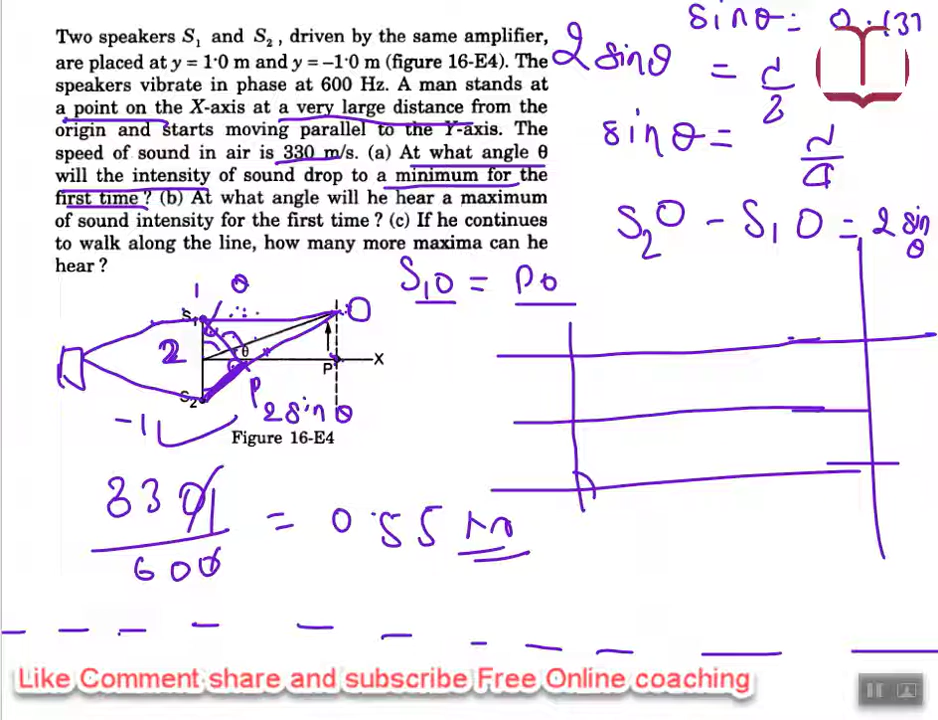 Two speakers S₁ and S₂, driven by the same amplifier,
are placed at y = 1·0 m and y = −1·0 m (figure 16-E4). The
speakers vibrate in phase at 600 Hz. A man stands at
a point on the X-axis at a very large distance from the
origin and starts moving parallel to the Y-axis. The
speed of sound in air is 330 m/s. (a) At what angle θ
will the intensity of sound drop to a minimum for the
first time ? (b) At what angle will he hear a maximum
of sound intensity for the first time ? (c) If he continues
to walk along the line, how many more maxima can he
hear ?
sinθ = 0.137
2 sinθ = λ/2
sinθ = λ/4
S₂O − S₁O = 2 sin θ
S₁O = PO
1 θ
S₁
O
2
θ
P
X
S₂
P
2 sin θ
−1
Figure 16-E4
330/600 = 0.55 m
Like Comment share and subscribe Free Online coaching